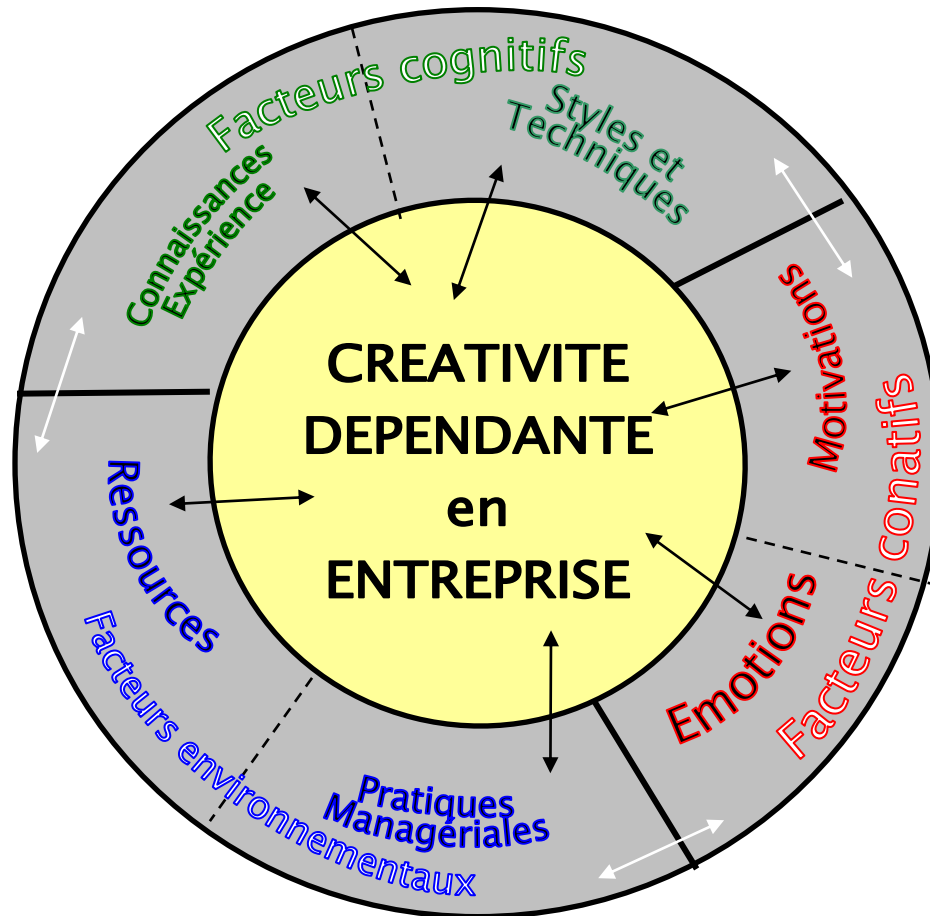 Facteurs cognitifs
Styles et
Techniques
Connaissances
Expérience
Motivations
Facteurs conatifs
CREATIVITE
DEPENDANTE
en
ENTREPRISE
Ressources
Emotions
Facteurs environnementaux
Pratiques
Managériales